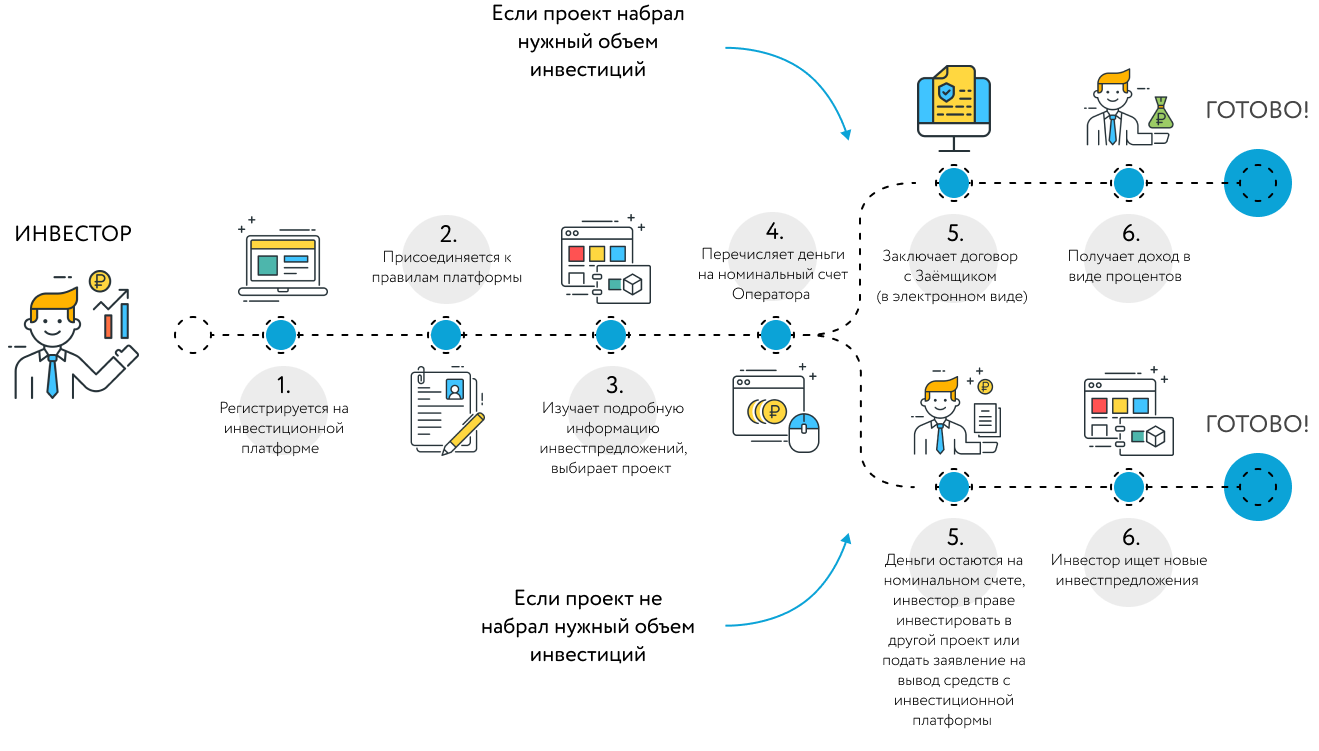 Если проект набрал
нужный объем
инвестиций
ИНВЕСТОР
1.
Регистрируется на
инвестиционной
платформе
2.
Присоединяется к
правилам платформы
3.
Изучает подробную
информацию
инвестпредложений,
выбирает проект
4.
Перечисляет деньги
на номинальный счет
Оператора
5.
Заключает договор
с Заёмщиком
(в электронном виде)
6.
Получает доход в
виде процентов
ГОТОВО!
Если проект не
набрал нужный объем
инвестиций
5.
Деньги остаются на
номинальном счете,
инвестор в праве
инвестировать в
другой проект или
подать заявление на
вывод средств с
инвестиционной
платформы
6.
Инвестор ищет новые
инвестпредложения
ГОТОВО!